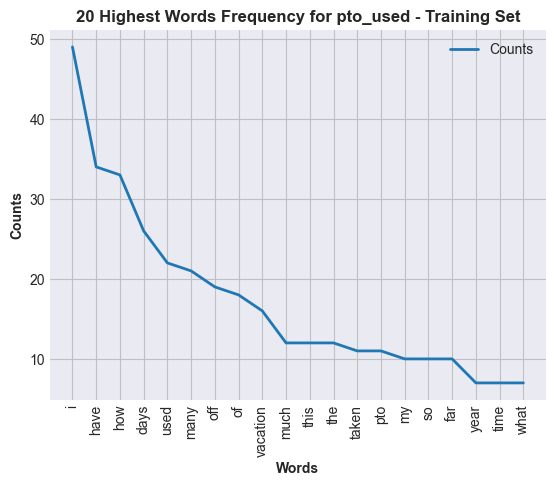 20 Highest Words Frequency for pto_used - Training Set
Counts
50
40
30
20
10
Counts
i
have
how
days
used
many
off
of
vacation
much
this
the
taken
pto
my
so
far
year
time
what
Words